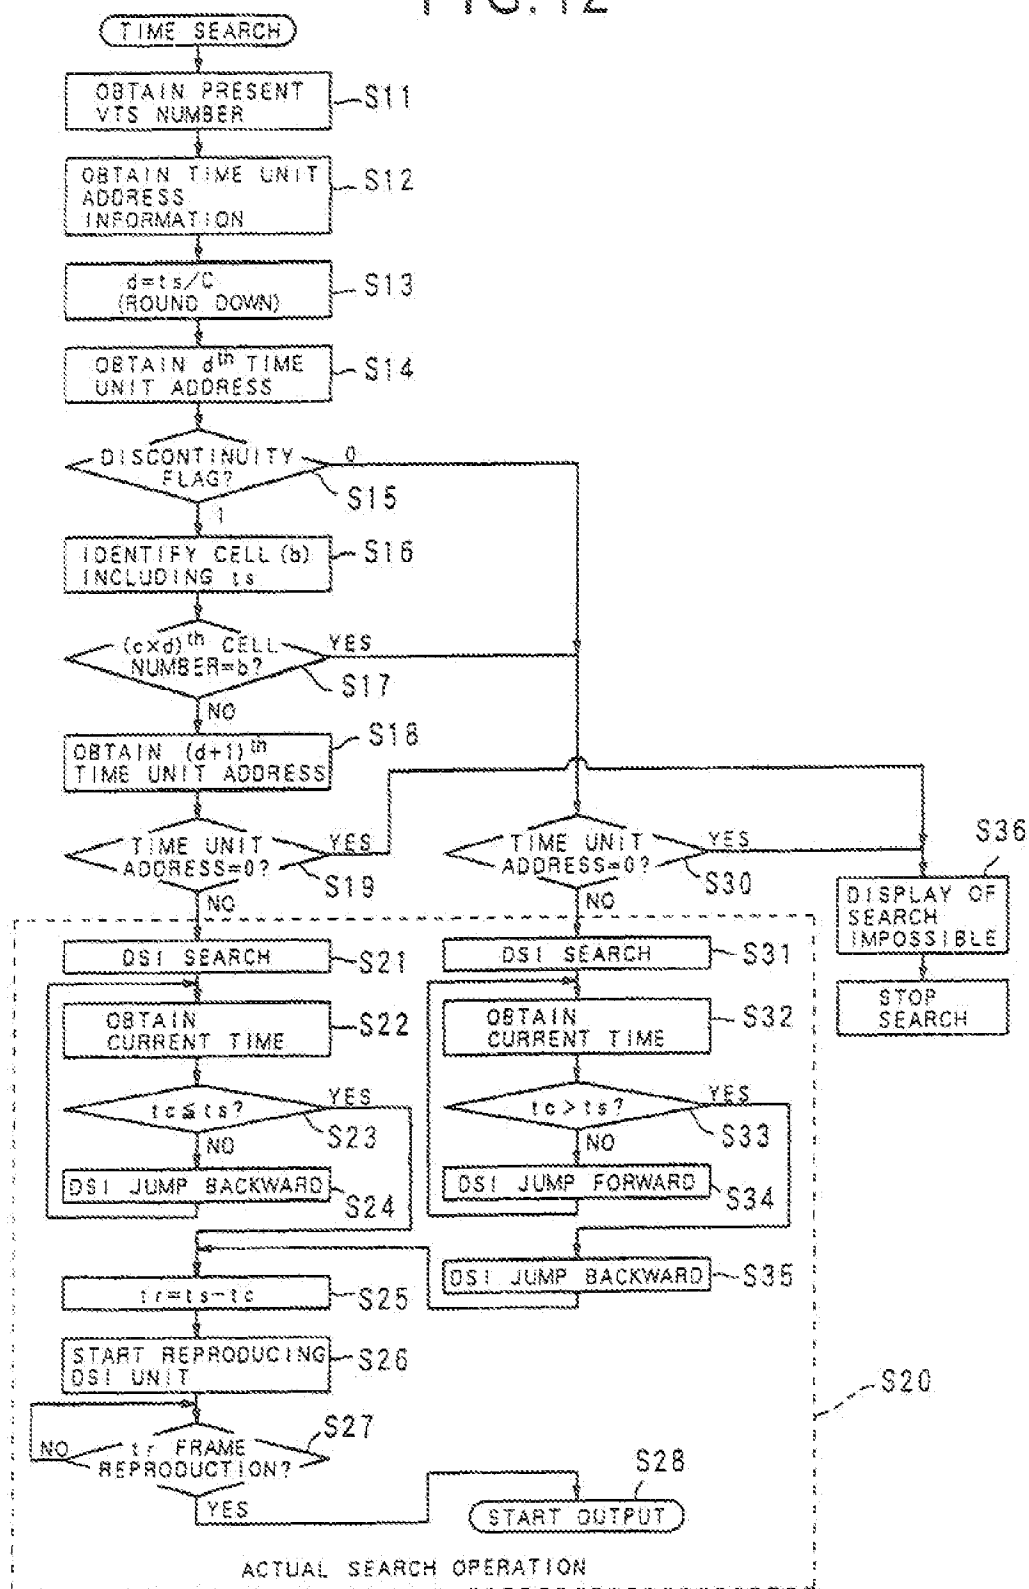 FIG. 12
TIME SEARCH
OBTAIN PRESENT
VTS NUMBER
S11
OBTAIN TIME UNIT
ADDRESS
INFORMATION
S12
d=ts/C
(ROUND DOWN)
S13
OBTAIN dth TIME
UNIT ADDRESS
S14
DISCONTINUITY
FLAG?
0
S15
1
IDENTIFY CELL (b)
INCLUDING ts
S16
(c×d)th CELL
NUMBER=b?
YES
S17
NO
OBTAIN (d+1)th
TIME UNIT ADDRESS
S18
TIME UNIT
ADDRESS=0?
YES
S19
NO
TIME UNIT
ADDRESS=0?
YES
S30
NO
S36
DISPLAY OF
SEARCH
IMPOSSIBLE
STOP
SEARCH
DSI SEARCH
S21
OBTAIN
CURRENT TIME
S22
tc≦ts?
YES
S23
NO
DSI JUMP BACKWARD
S24
DSI SEARCH
S31
OBTAIN
CURRENT TIME
S32
tc>ts?
YES
S33
NO
DSI JUMP FORWARD
S34
DSI JUMP BACKWARD
S35
tr=ts-tc
S25
START REPRODUCING
DSI UNIT
S26
tr FRAME
REPRODUCTION?
S27
NO
YES
S28
START OUTPUT
S20
ACTUAL SEARCH OPERATION